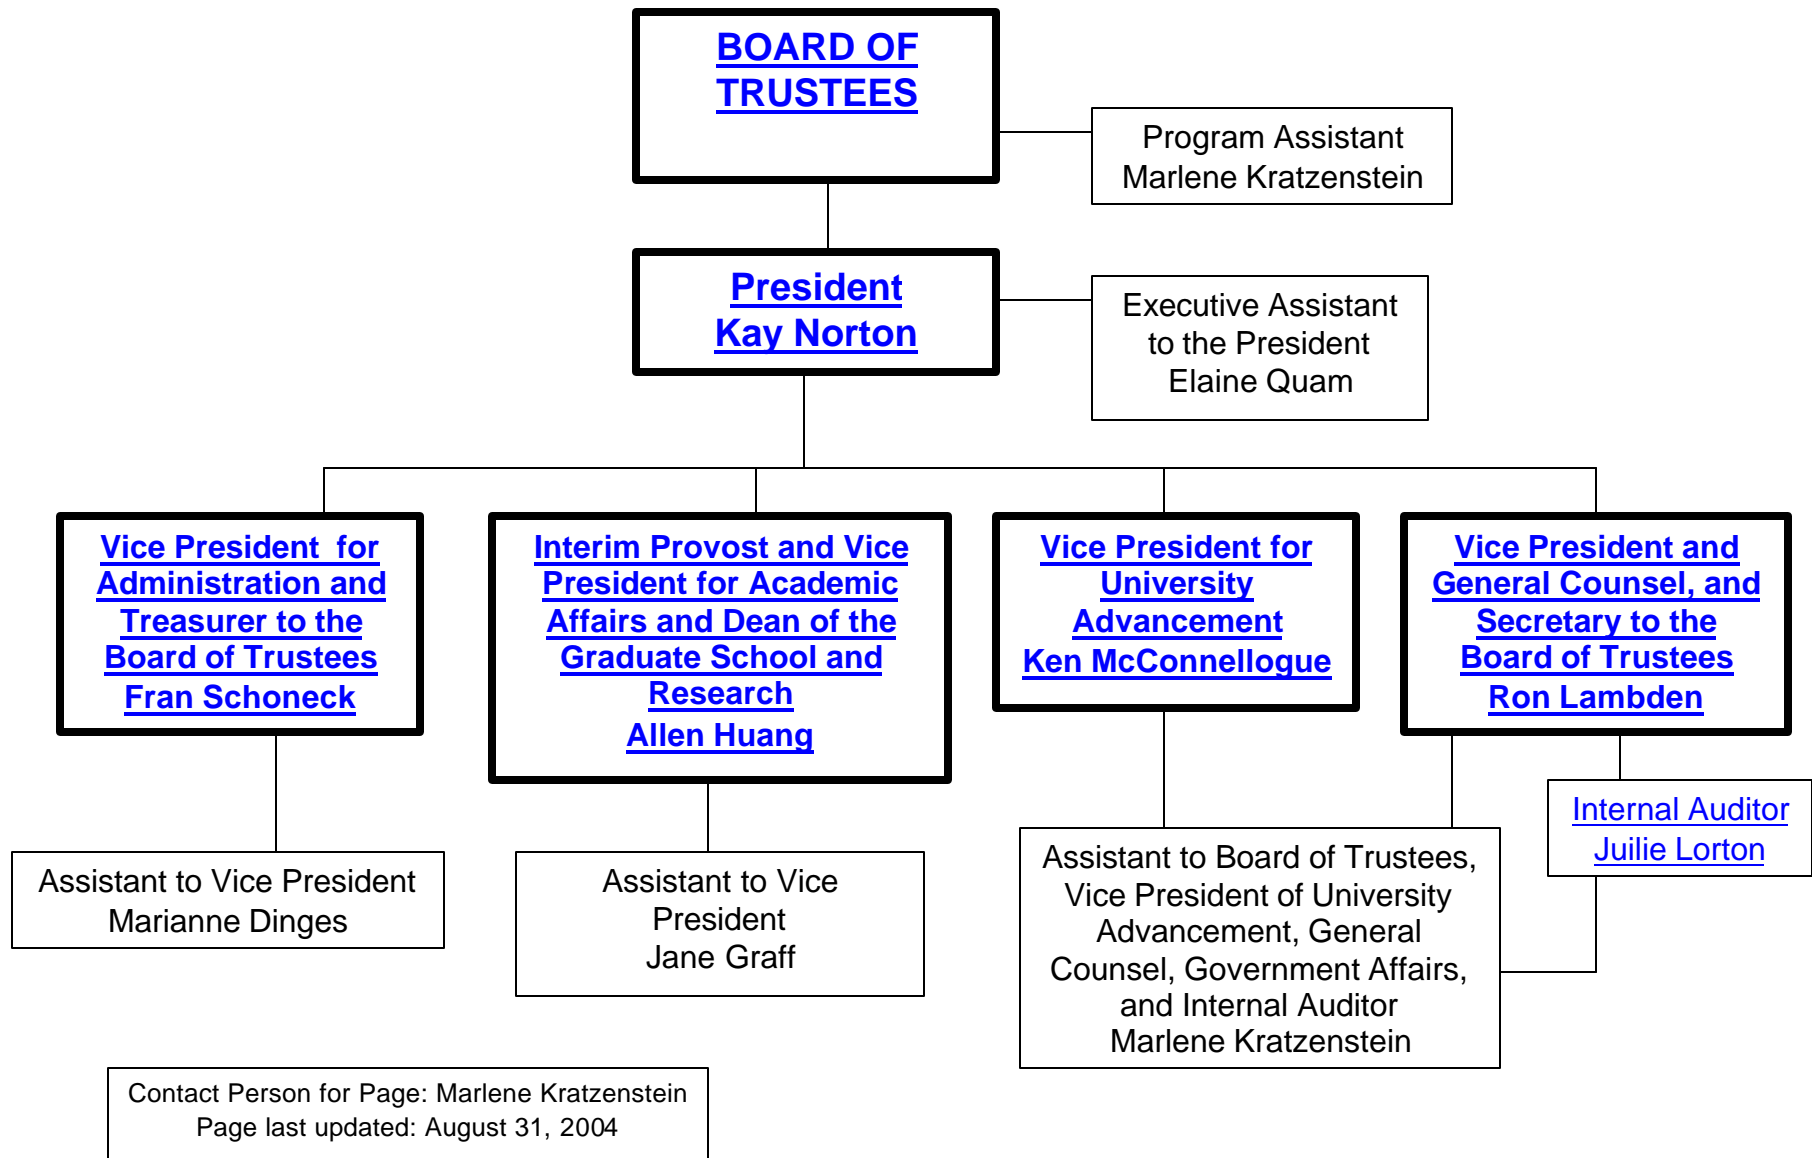 BOARD OF
TRUSTEES
Program Assistant
Marlene Kratzenstein
President
Kay Norton
Executive Assistant
to the President
Elaine Quam
Vice President for
Administration and
Treasurer to the
Board of Trustees
Fran Schoneck
Interim Provost and Vice
President for Academic
Affairs and Dean of the
Graduate School and
Research
Allen Huang
Vice President for
University
Advancement
Ken McConnellogue
Vice President and
General Counsel, and
Secretary to the
Board of Trustees
Ron Lambden
Internal Auditor
Juilie Lorton
Assistant to Vice President
Marianne Dinges
Assistant to Vice
President
Jane Graff
Assistant to Board of Trustees,
Vice President of University
Advancement, General
Counsel, Government Affairs,
and Internal Auditor
Marlene Kratzenstein
Contact Person for Page: Marlene Kratzenstein
Page last updated: August 31, 2004